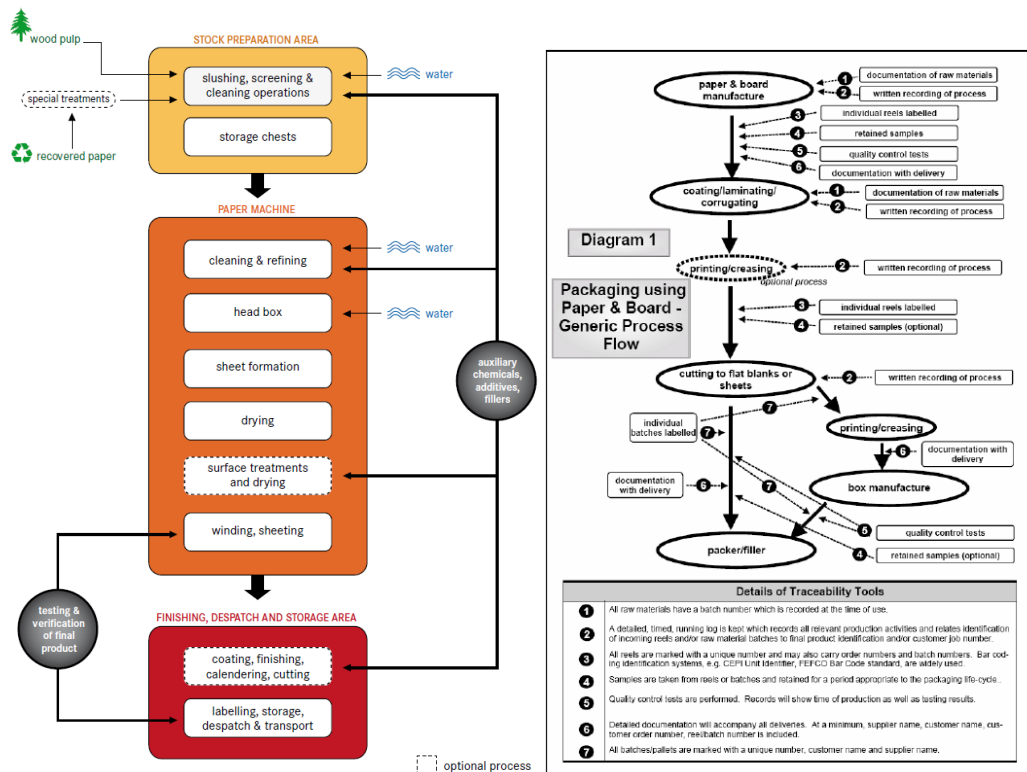 wood pulp
special treatments
recovered paper
STOCK PREPARATION AREA
slushing, screening &
cleaning operations
water
storage chests
PAPER MACHINE
cleaning & refining
water
head box
water
sheet formation
drying
surface treatments
and drying
winding, sheeting
auxiliary
chemicals,
additives,
fillers
testing &
verification
of final
product
FINISHING, DESPATCH AND STORAGE AREA
coating, finishing,
calendering, cutting
labelling, storage,
despatch & transport
optional process
paper & board
manufacture
1 documentation of raw materials
2 written recording of process
3 individual reels labelled
4 retained samples
5 quality control tests
6 documentation with delivery
coating/laminating/
corrugating
1 documentation of raw materials
2 written recording of process
Diagram 1
printing/creasing
optional process
2 written recording of process
Packaging using
Paper & Board -
Generic Process
Flow
3 individual reels labelled
4 retained samples (optional)
cutting to flat blanks or
sheets
2 written recording of process
individual
batches labelled
7
7
7
printing/creasing
6 documentation with
delivery
documentation
with delivery
6
box manufacture
5 quality control tests
4 retained samples (optional)
packer/filler
Details of Traceability Tools
1 All raw materials have a batch number which is recorded at the time of use.
2 A detailed, timed, running log is kept which records all relevant production activities and relates identification
of incoming reels and/or raw material batches to final product identification and/or customer job number.
3 All reels are marked with a unique number and may also carry order numbers and batch numbers. Bar cod-
ing identification systems, e.g. CEPI Unit Identifier, FEFCO Bar Code standard, are widely used.
4 Samples are taken from reels or batches and retained for a period appropriate to the packaging life-cycle..
5 Quality control tests are performed. Records will show time of production as well as testing results.
6 Detailed documentation will accompany all deliveries. At a minimum, supplier name, customer name, cus-
tomer order number, reel/batch number is included.
7 All batches/pallets are marked with a unique number, customer name and supplier name.